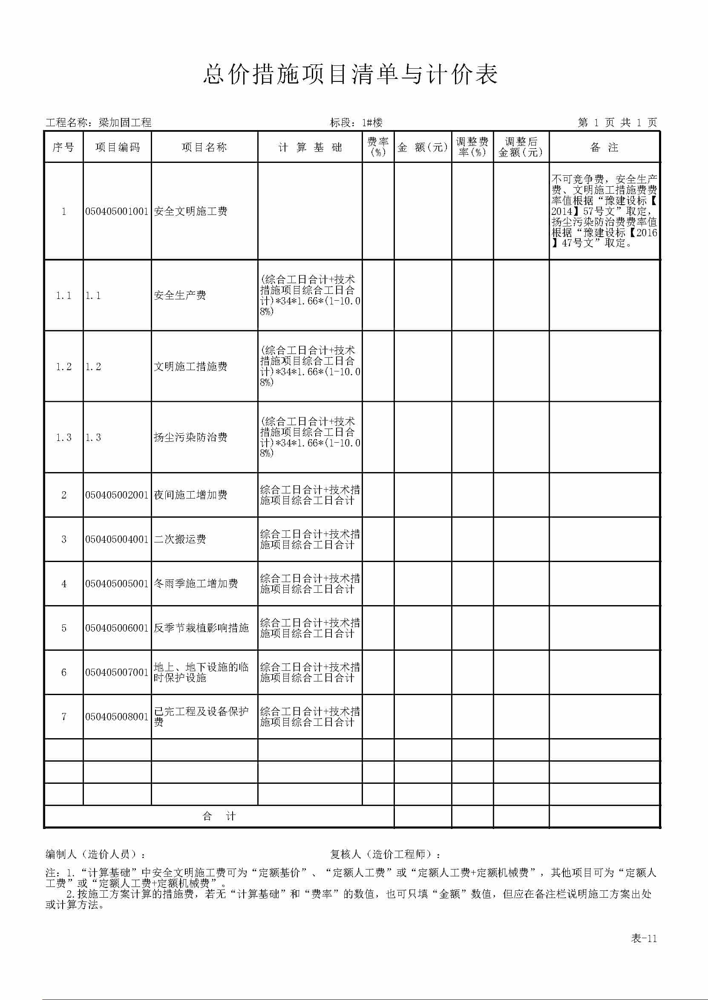 总价措施项目清单与计价表
工程名称：梁加固工程 标段：1#楼 第 1 页 共 1 页
序号 项目编码 项目名称 计 算 基 础 费率(%) 金 额(元) 调整费率(%) 调整后金额(元) 备 注
1 050405001001 安全文明施工费
不可竞争费，安全生产
费、文明施工措施费费
率值根据“豫建设标【
2014】57号文”取定，
扬尘污染防治费费率值
根据“豫建设标【2016
】47号文”取定。
1.1 1.1 安全生产费
(综合工日合计+技术
措施项目综合工日合
计)*34*1.66*(1-10.0
8%)
1.2 1.2 文明施工措施费
(综合工日合计+技术
措施项目综合工日合
计)*34*1.66*(1-10.0
8%)
1.3 1.3 扬尘污染防治费
(综合工日合计+技术
措施项目综合工日合
计)*34*1.66*(1-10.0
8%)
2 050405002001 夜间施工增加费
综合工日合计+技术措
施项目综合工日合计
3 050405004001 二次搬运费
综合工日合计+技术措
施项目综合工日合计
4 050405005001 冬雨季施工增加费
综合工日合计+技术措
施项目综合工日合计
5 050405006001 反季节栽植影响措施
综合工日合计+技术措
施项目综合工日合计
6 050405007001
地上、地下设施的临
时保护设施
综合工日合计+技术措
施项目综合工日合计
7 050405008001
已完工程及设备保护
费
综合工日合计+技术措
施项目综合工日合计
合 计
编制人（造价人员）： 复核人（造价工程师）：
注：1.“计算基础”中安全文明施工费可为“定额基价”、“定额人工费”或“定额人工费+定额机械费”，其他项目可为“定额人
工费”或“定额人工费+定额机械费”。
2.按施工方案计算的措施费，若无“计算基础”和“费率”的数值，也可只填“金额”数值，但应在备注栏说明施工方案出处
或计算方法。
表-11